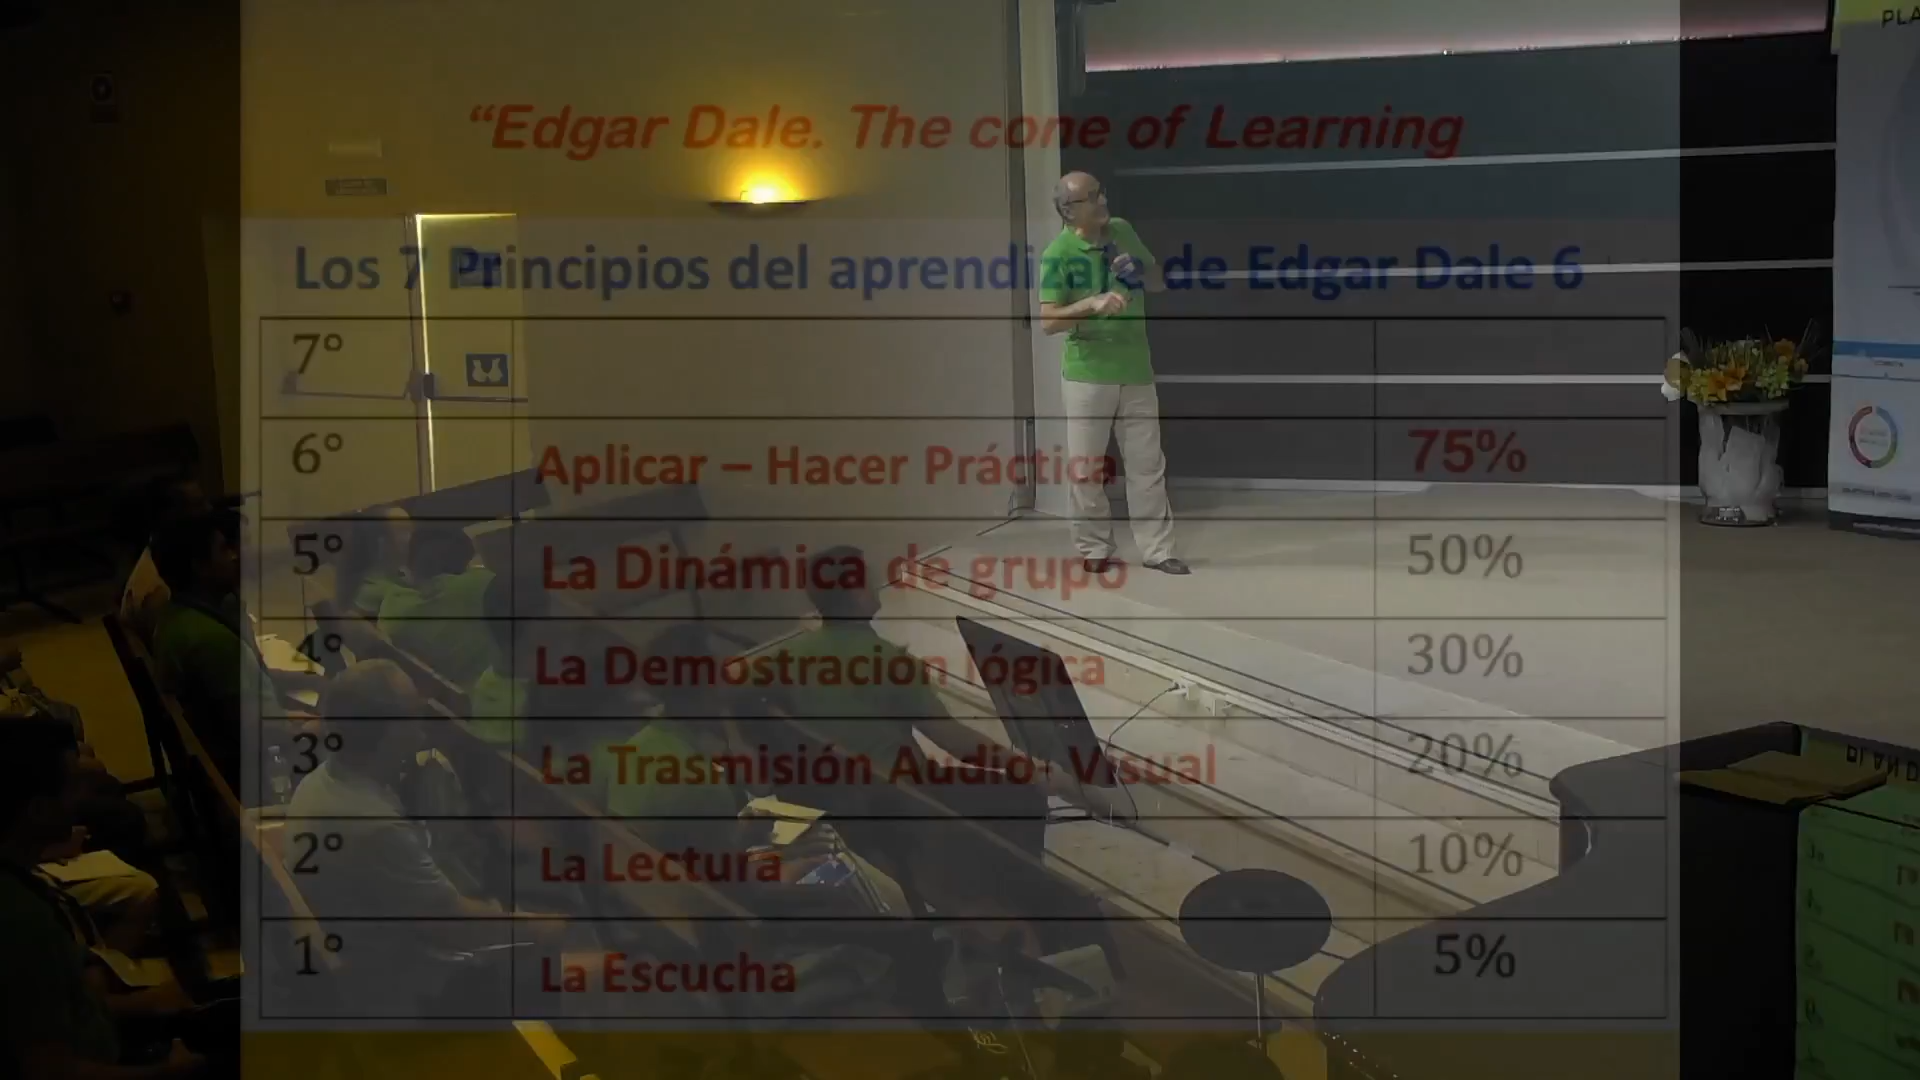 PLA
“Edgar Dale. The cone of Learning
Los 7 Principios del aprendizaje de Edgar Dale 6
7°
6° Aplicar – Hacer Práctica 75%
5° La Dinámica de grupo 50%
4° La Demostracion lógica 30%
3° La Trasmisión Audio- Visual 20%
2° La Lectura 10%
1° La Escucha 5%